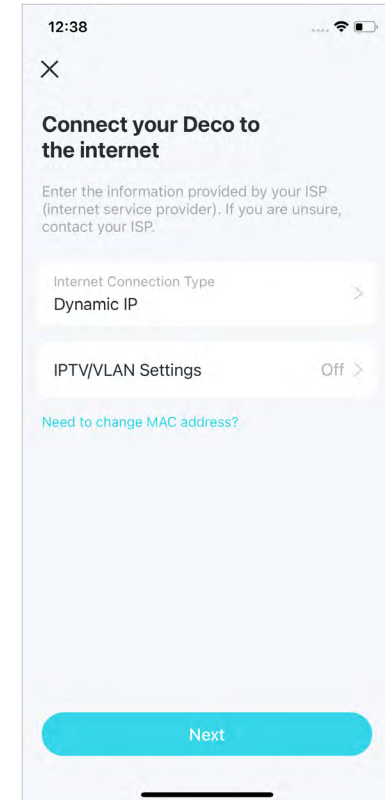 12:38
Connect your Deco to
the internet
Enter the information provided by your ISP
(internet service provider). If you are unsure,
contact your ISP.
Internet Connection Type
Dynamic IP
IPTV/VLAN Settings Off
Need to change MAC address?
Next